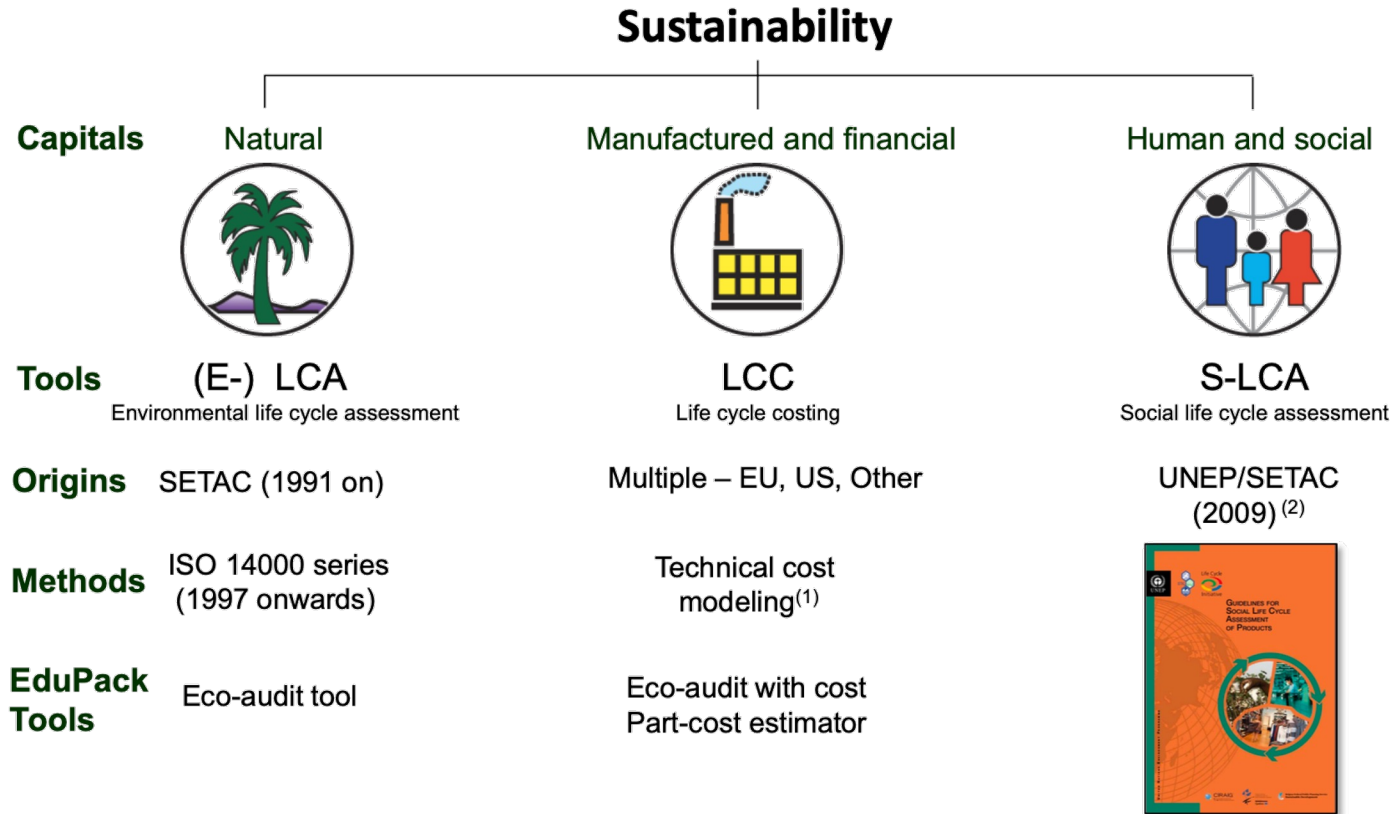 Sustainability
Capitals
Natural
Manufactured and financial
Human and social
Tools
(E-) LCA
Environmental life cycle assessment
LCC
Life cycle costing
S-LCA
Social life cycle assessment
Origins
SETAC (1991 on)
Multiple – EU, US, Other
UNEP/SETAC
(2009) (2)
Methods
ISO 14000 series
(1997 onwards)
Technical cost
modeling(1)
EduPack
Tools
Eco-audit tool
Eco-audit with cost
Part-cost estimator
UNEP
Life Cycle
Initiative
GUIDELINES FOR
SOCIAL LIFE CYCLE
ASSESSMENT
OF PRODUCTS
CIRAIG